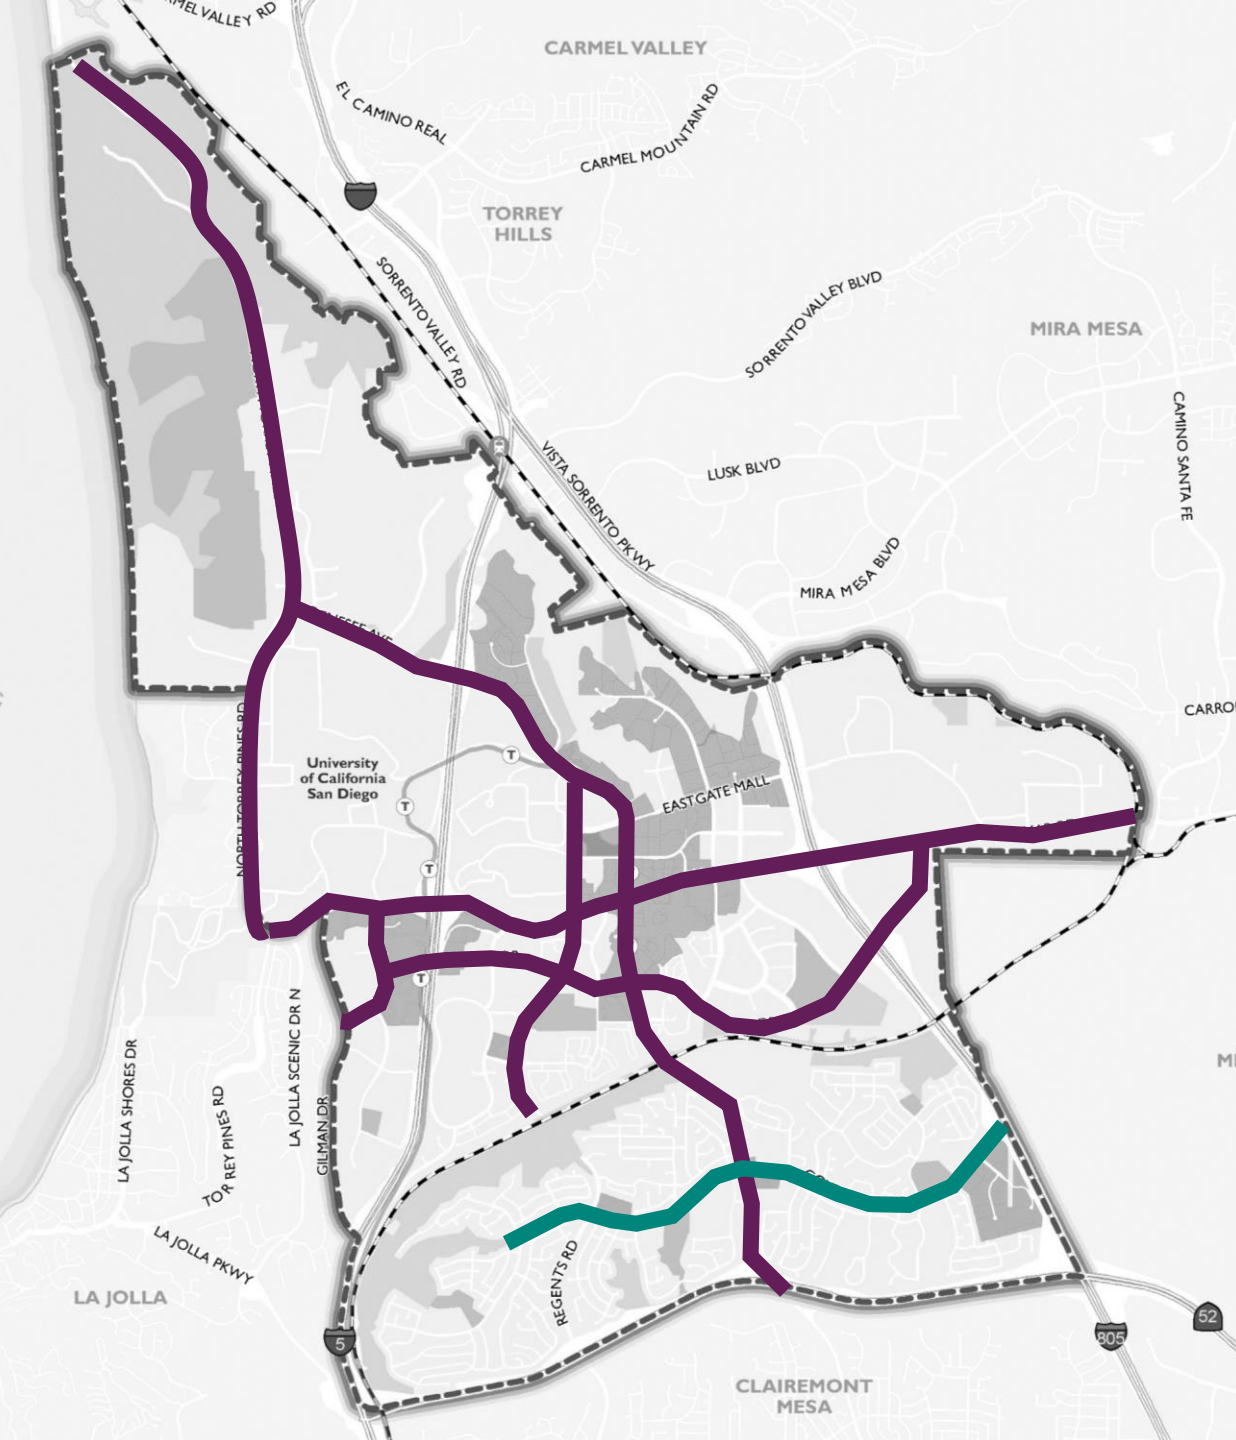 CARMEL VALLEY
EL CAMINO REAL
CARMEL MOUNTAIN RD
TORREY
HILLS
SORRENTO VALLEY RD
SORRENTO VALLEY BLVD
MIRA MESA
CAMINO SANTA FE
VISTA SORRENTO PKWY
LUSK BLVD
MIRA MESA BLVD
CARRO
University
of California
San Diego
T
T
T
T
EASTGATE MALL
NORTH TORREY PINES RD
LA JOLLA SHORES DR
TORREY PINES RD
LA JOLLA SCENIC DR N
GILMAN DR
LA JOLLA PKWY
LA JOLLA
REGENTS RD
5
805
52
CLAIREMONT
MESA